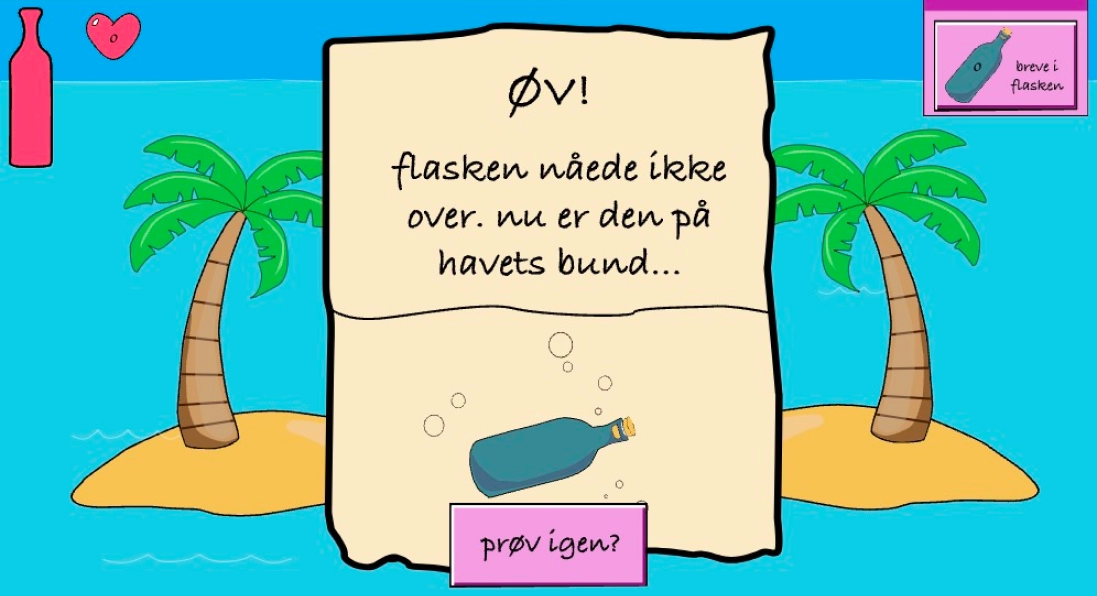 0
0
breve i
flasken
ØV!
flasken nåede ikke
over. nu er den på
havets bund...
prøv igen?